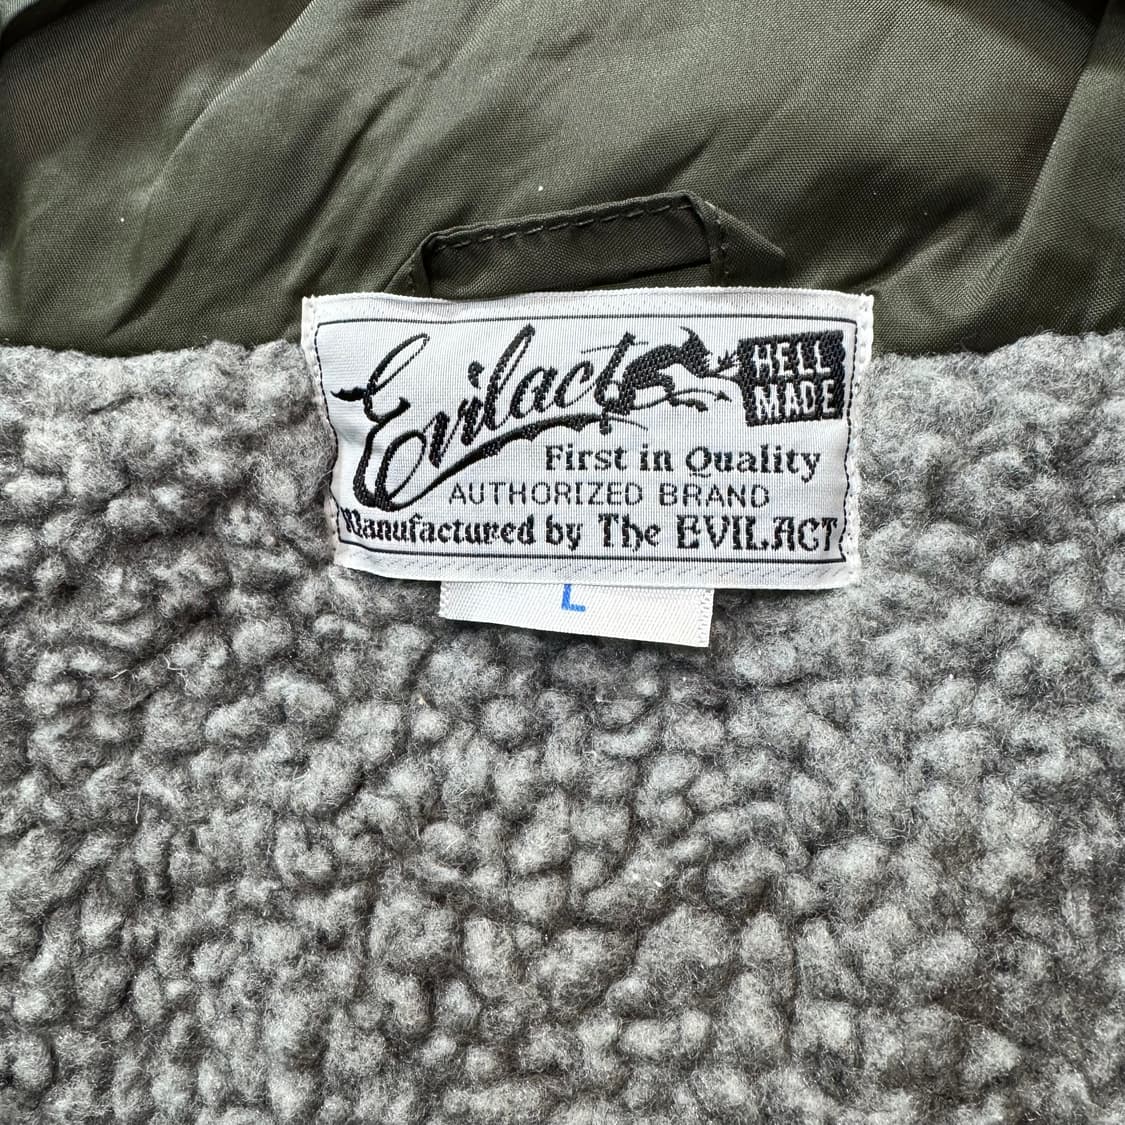 Evilact
HELL
MADE
First in Quality
AUTHORIZED BRAND
Manufactured by The EVILACT
L